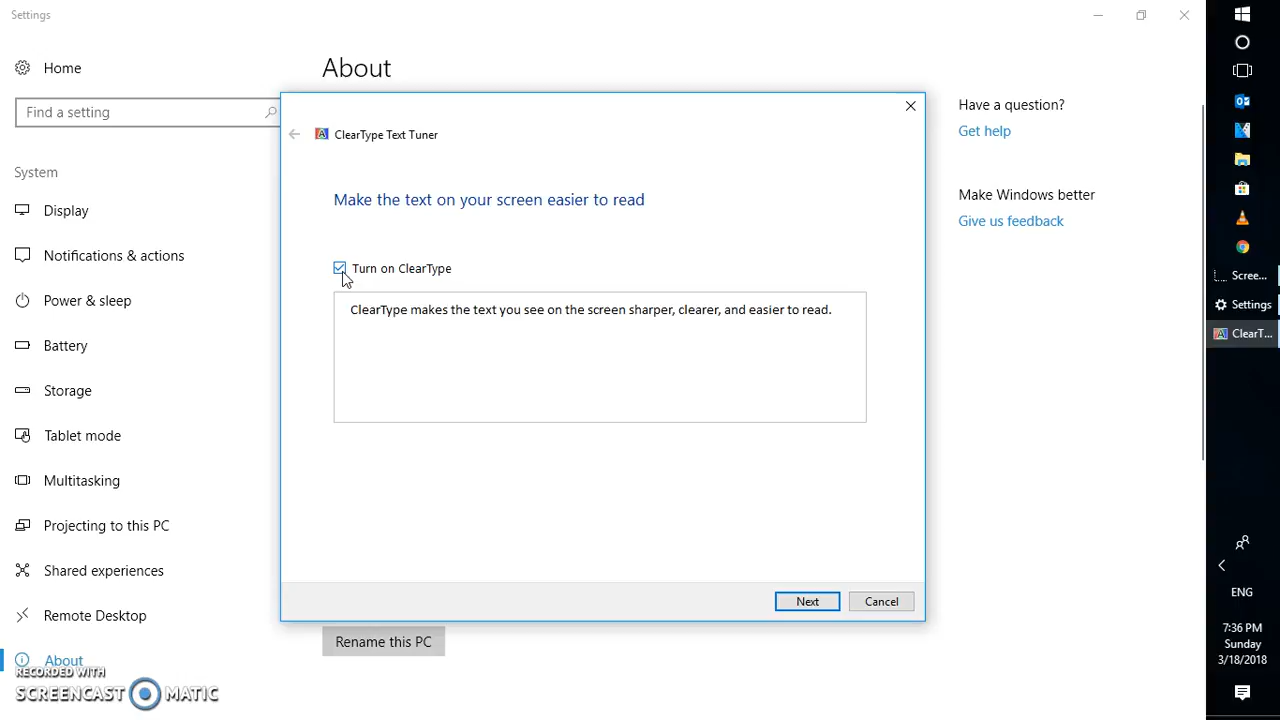 Settings
Home
Find a setting
System
Display
Notifications & actions
Power & sleep
Battery
Storage
Tablet mode
Multitasking
Projecting to this PC
Shared experiences
Remote Desktop
About
RECORDED WITH
SCREENCAST MATIC
About
ClearType Text Tuner
Make the text on your screen easier to read
Turn on ClearType
ClearType makes the text you see on the screen sharper, clearer, and easier to read.
Next
Cancel
Rename this PC
Have a question?
Get help
Make Windows better
Give us feedback
Scree...
Settings
ClearT...
ENG
7:36 PM
Sunday
3/18/2018